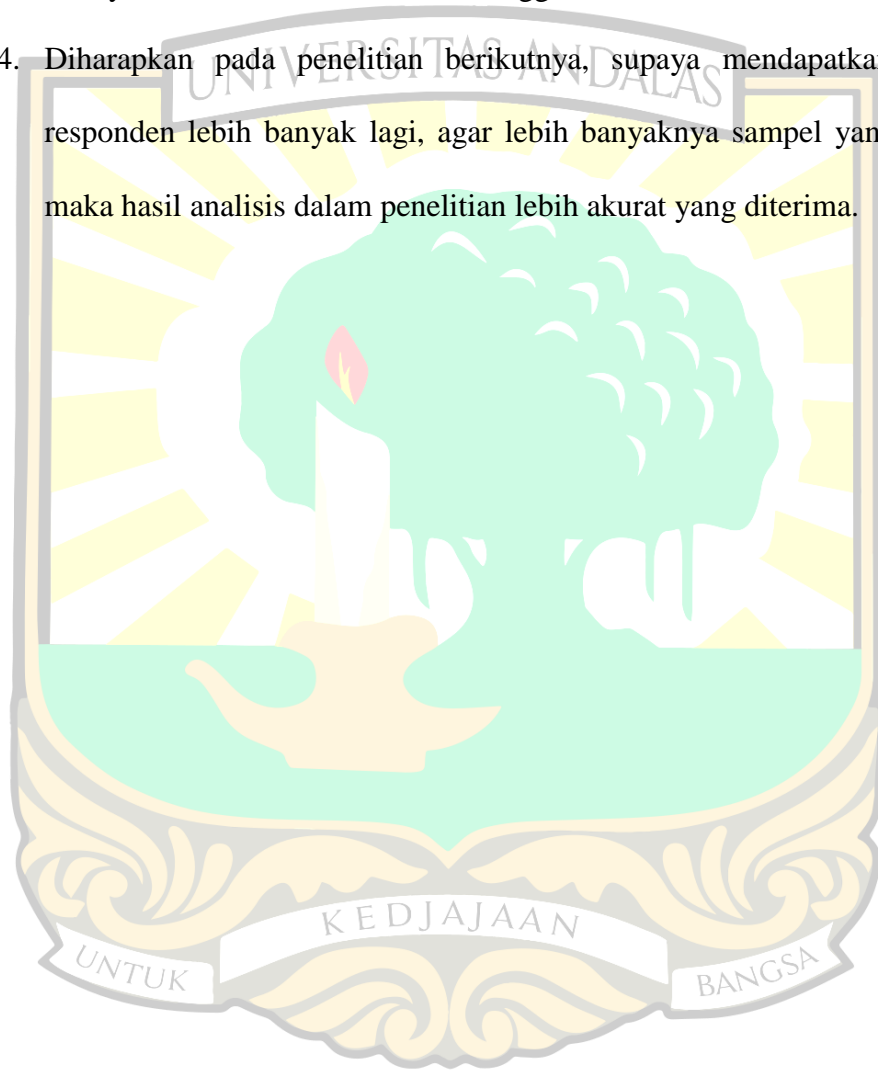 4. Diharapkan pada penelitian berikutnya, supaya mendapatkan
responden lebih banyak lagi, agar lebih banyaknya sampel yan
maka hasil analisis dalam penelitian lebih akurat yang diterima.
UNIVERSITAS ANDALAS
KEDJAJAAN
UNTUK
BANGSA